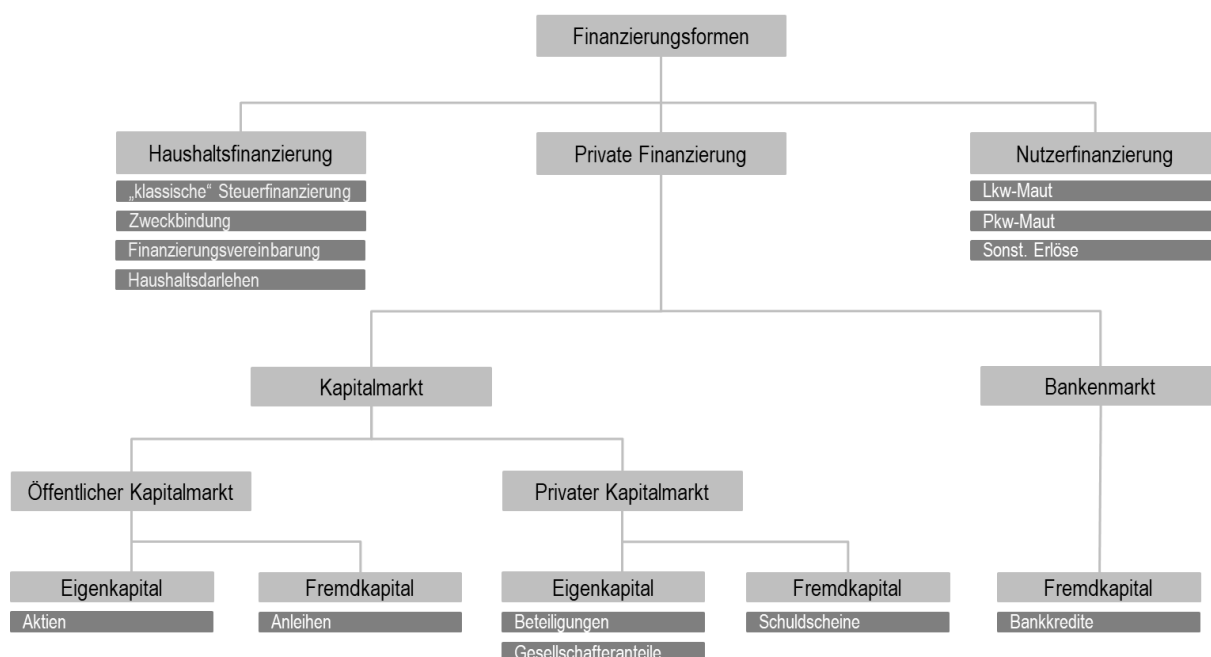 Finanzierungsformen
Haushaltsfinanzierung
Private Finanzierung
Nutzerfinanzierung
„klassische“ Steuerfinanzierung
Zweckbindung
Finanzierungsvereinbarung
Haushaltsdarlehen
Lkw-Maut
Pkw-Maut
Sonst. Erlöse
Kapitalmarkt
Bankenmarkt
Öffentlicher Kapitalmarkt
Privater Kapitalmarkt
Eigenkapital
Aktien
Fremdkapital
Anleihen
Eigenkapital
Beteiligungen
Gesellschafteranteile
Fremdkapital
Schuldscheine
Fremdkapital
Bankkredite